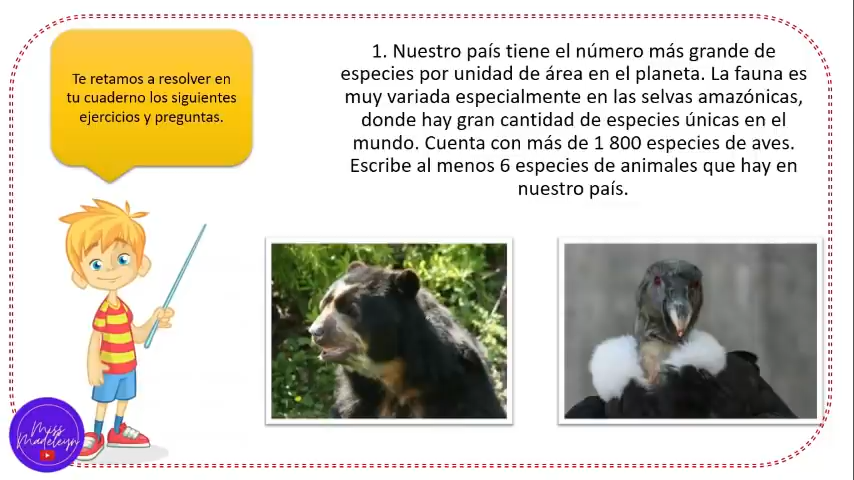 Te retamos a resolver en
tu cuaderno los siguientes
ejercicios y preguntas.
1. Nuestro país tiene el número más grande de
especies por unidad de área en el planeta. La fauna es
muy variada especialmente en las selvas amazónicas,
donde hay gran cantidad de especies únicas en el
mundo. Cuenta con más de 1 800 especies de aves.
Escribe al menos 6 especies de animales que hay en
nuestro país.
Miss
Madeleyn